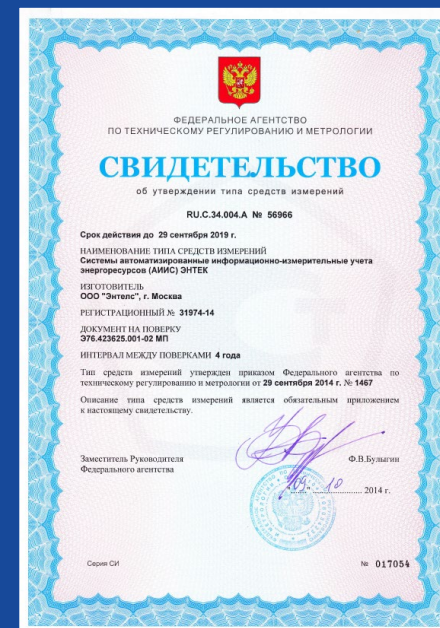 ФЕДЕРАЛЬНОЕ АГЕНТСТВО
ПО ТЕХНИЧЕСКОМУ РЕГУЛИРОВАНИЮ И МЕТРОЛОГИИ
СВИДЕТЕЛЬСТВО
об утверждении типа средств измерений
RU.C.34.004.A № 56966
Срок действия до 29 сентября 2019 г.
НАИМЕНОВАНИЕ ТИПА СРЕДСТВ ИЗМЕРЕНИЙ
Системы автоматизированные информационно-измерительные учета
энергоресурсов (АИИС) ЭНТЕК
ИЗГОТОВИТЕЛЬ
ООО "Энтелс", г. Москва
РЕГИСТРАЦИОННЫЙ № 31974-14
ДОКУМЕНТ НА ПОВЕРКУ
Э76.423625.001-02 МП
ИНТЕРВАЛ МЕЖДУ ПОВЕРКАМИ 4 года
Тип средств измерений утвержден приказом Федерального агентства по
техническому регулированию и метрологии от 29 сентября 2014 г. № 1467
Описание типа средств измерений является обязательным приложением
к настоящему свидетельству.
Заместитель Руководителя Ф.В.Булыгин
Федерального агентства
"09" 10 2014 г.
Серия СИ № 017054